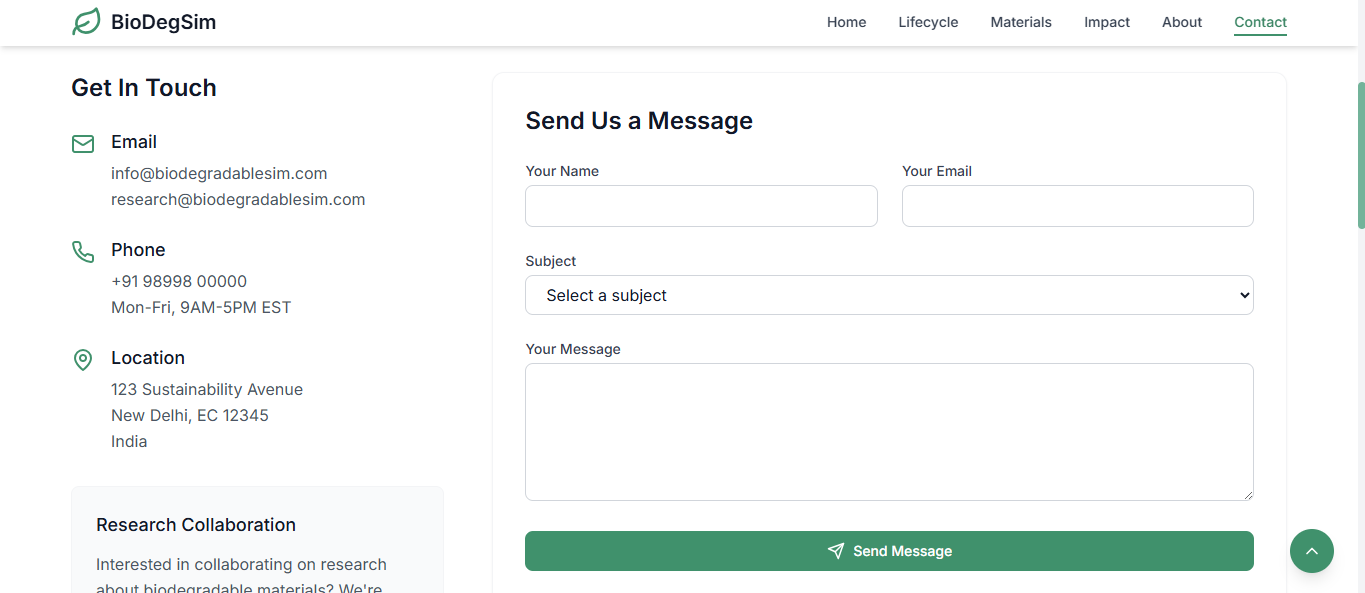 BioDegSim
Home Lifecycle Materials Impact About Contact
Get In Touch
Email
info@biodegradablesim.com
research@biodegradablesim.com
Phone
+91 98998 00000
Mon-Fri, 9AM-5PM EST
Location
123 Sustainability Avenue
New Delhi, EC 12345
India
Research Collaboration
Interested in collaborating on research
about biodegradable materials? We're
Send Us a Message
Your Name Your Email
Subject
Select a subject
Your Message
Send Message